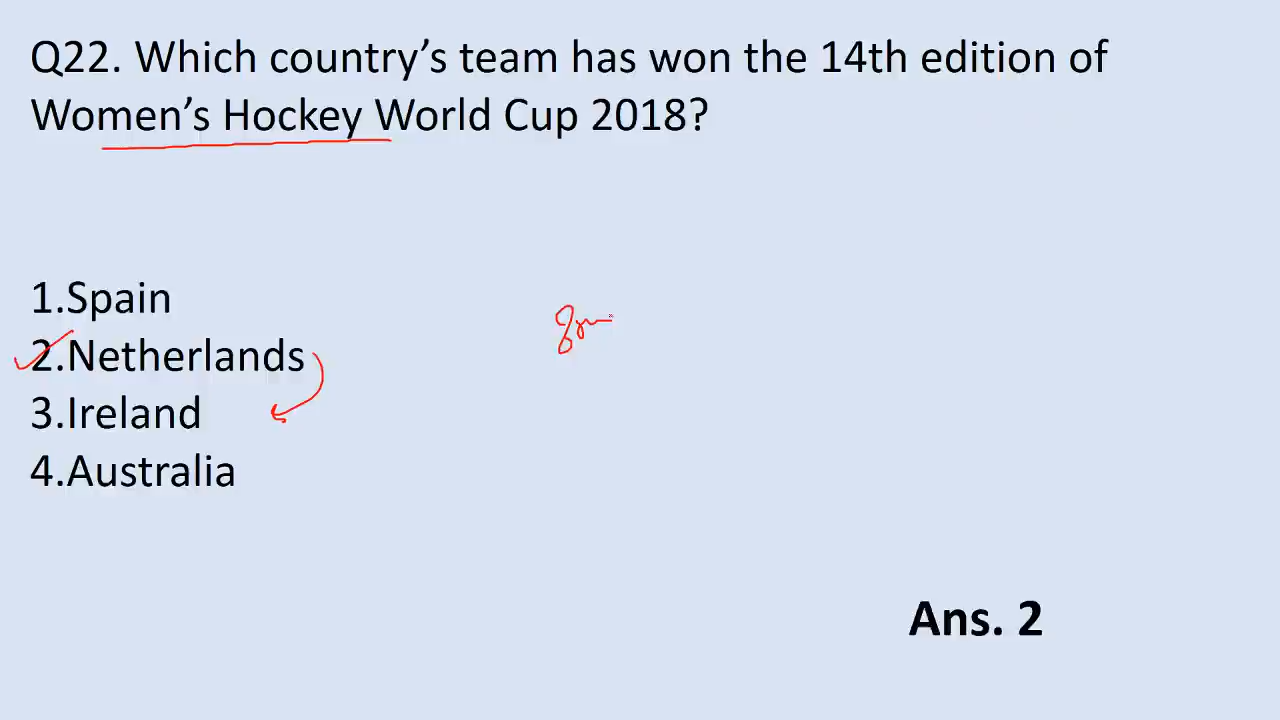 Q22. Which country’s team has won the 14th edition of
Women’s Hockey World Cup 2018?
1.Spain
2.Netherlands
3.Ireland
4.Australia
Ans. 2